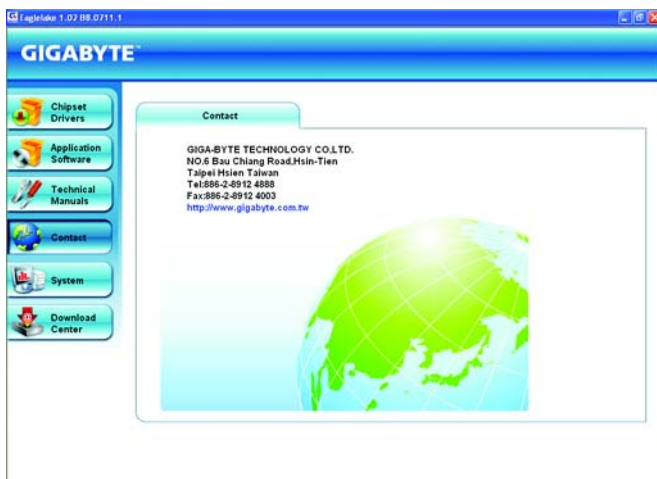 Eaglelake 1.02 B8.0711.1
GIGABYTE™
Chipset
Drivers
Application
Software
Technical
Manuals
Contact
System
Download
Center
Contact
GIGA-BYTE TECHNOLOGY CO,LTD.
NO.6 Bau Chiang Road,Hsin-Tien
Taipei Hsien Taiwan
Tel:886-2-8912 4888
Fax:886-2-8912 4003
http://www.gigabyte.com.tw